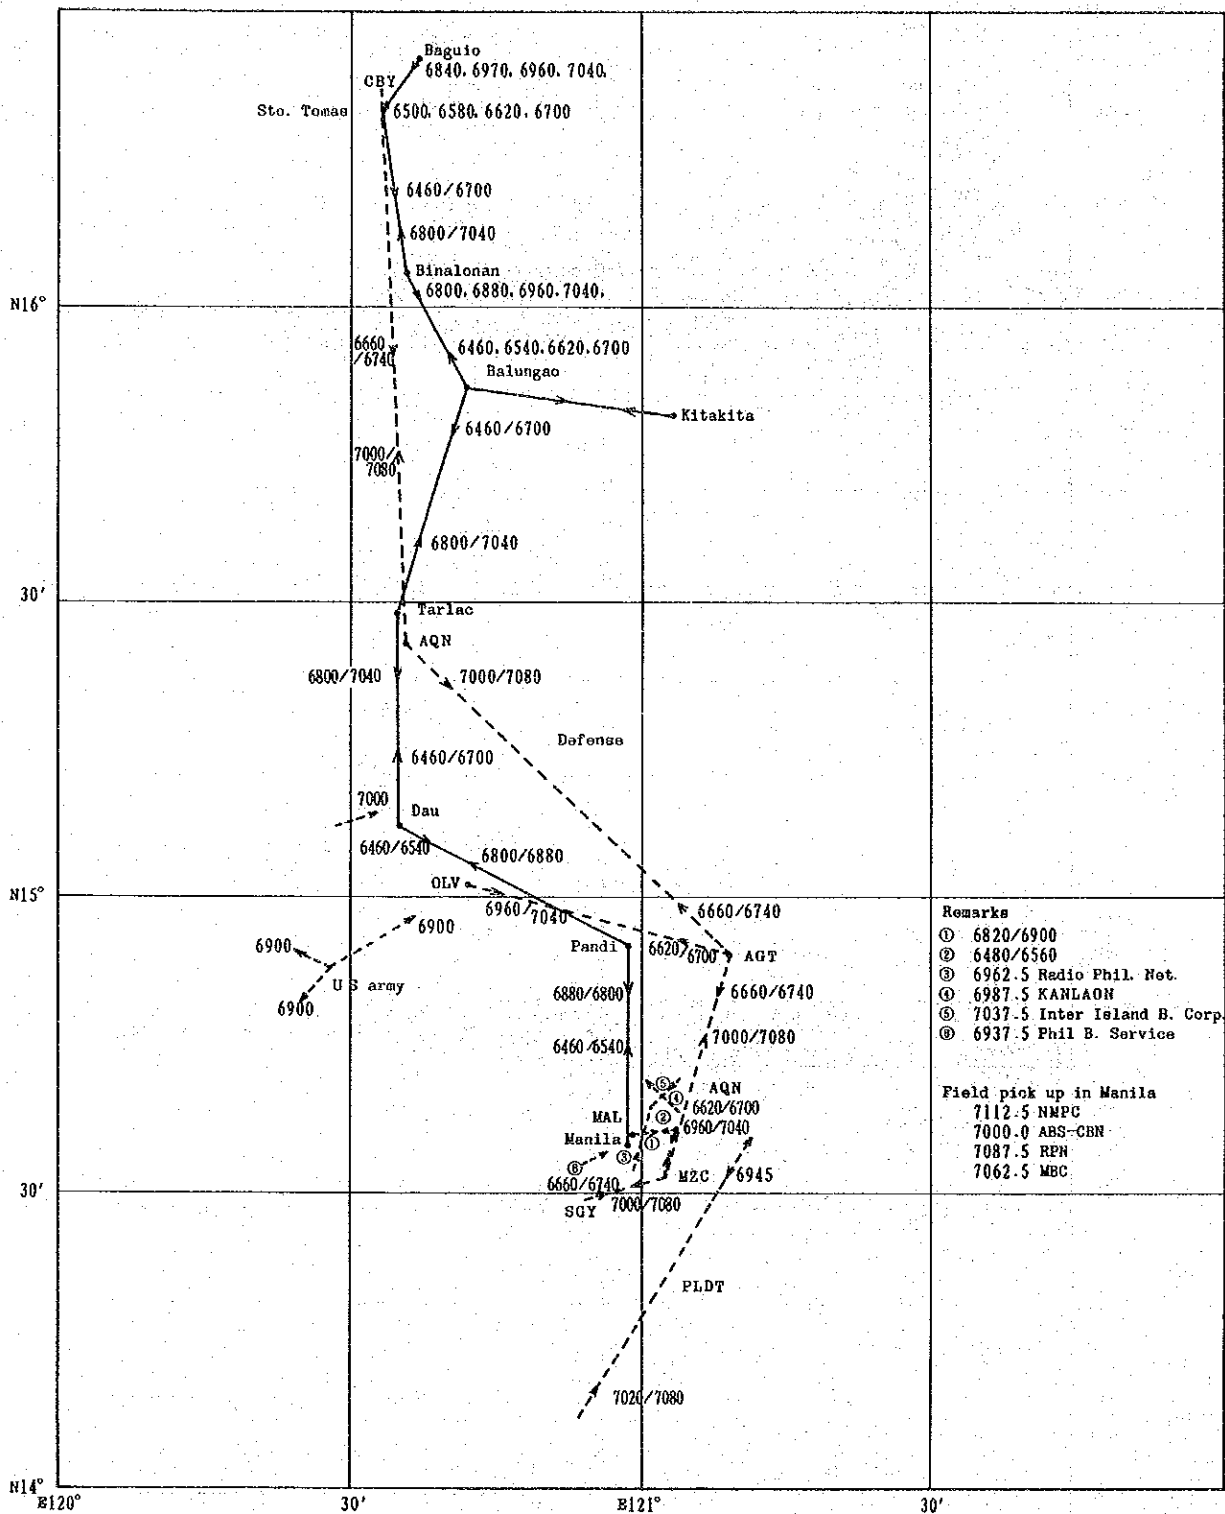 Baguio
6840. 6970. 6960. 7040.
CBY
Sto. Tomas
6500. 6580. 6620. 6700
6460/6700
6800/7040
Binalonan
6800. 6880. 6960. 7040.
N16°
6660
/6740
6460. 6540. 6620. 6700
Balungao
Kitakita
6460/6700
7000/
7080
6800/7040
30'
Tarlac
AQN
6800/7040
7000/7080
Defense
6460/6700
7000
Dau
6460/6540
6800/6880
OLV
N15°
6960/
7040
6660/6740
6900
6900
Pandi
6620/
6700
AGT
U S army
6900
6880/6800
6660/6740
6460/6540
7000/7080
⑤
AQN
④
6620/6700
MAL
②
6960/7040
Manila
①
③
⑥
6660/6740
MZC
6945
30'
SGY
7000/7080
PLDT
7020/7080
N14°
E120°
30'
E121°
30'
Remarks
① 6820/6900
② 6480/6560
③ 6962.5 Radio Phil. Net.
④ 6987.5 KANLAON
⑤ 7037.5 Inter Island B. Corp.
⑥ 6937.5 Phil B. Service
Field pick up in Manila
7112.5 NMPC
7000.0 ABS-CBN
7087.5 RPN
7062.5 MBC